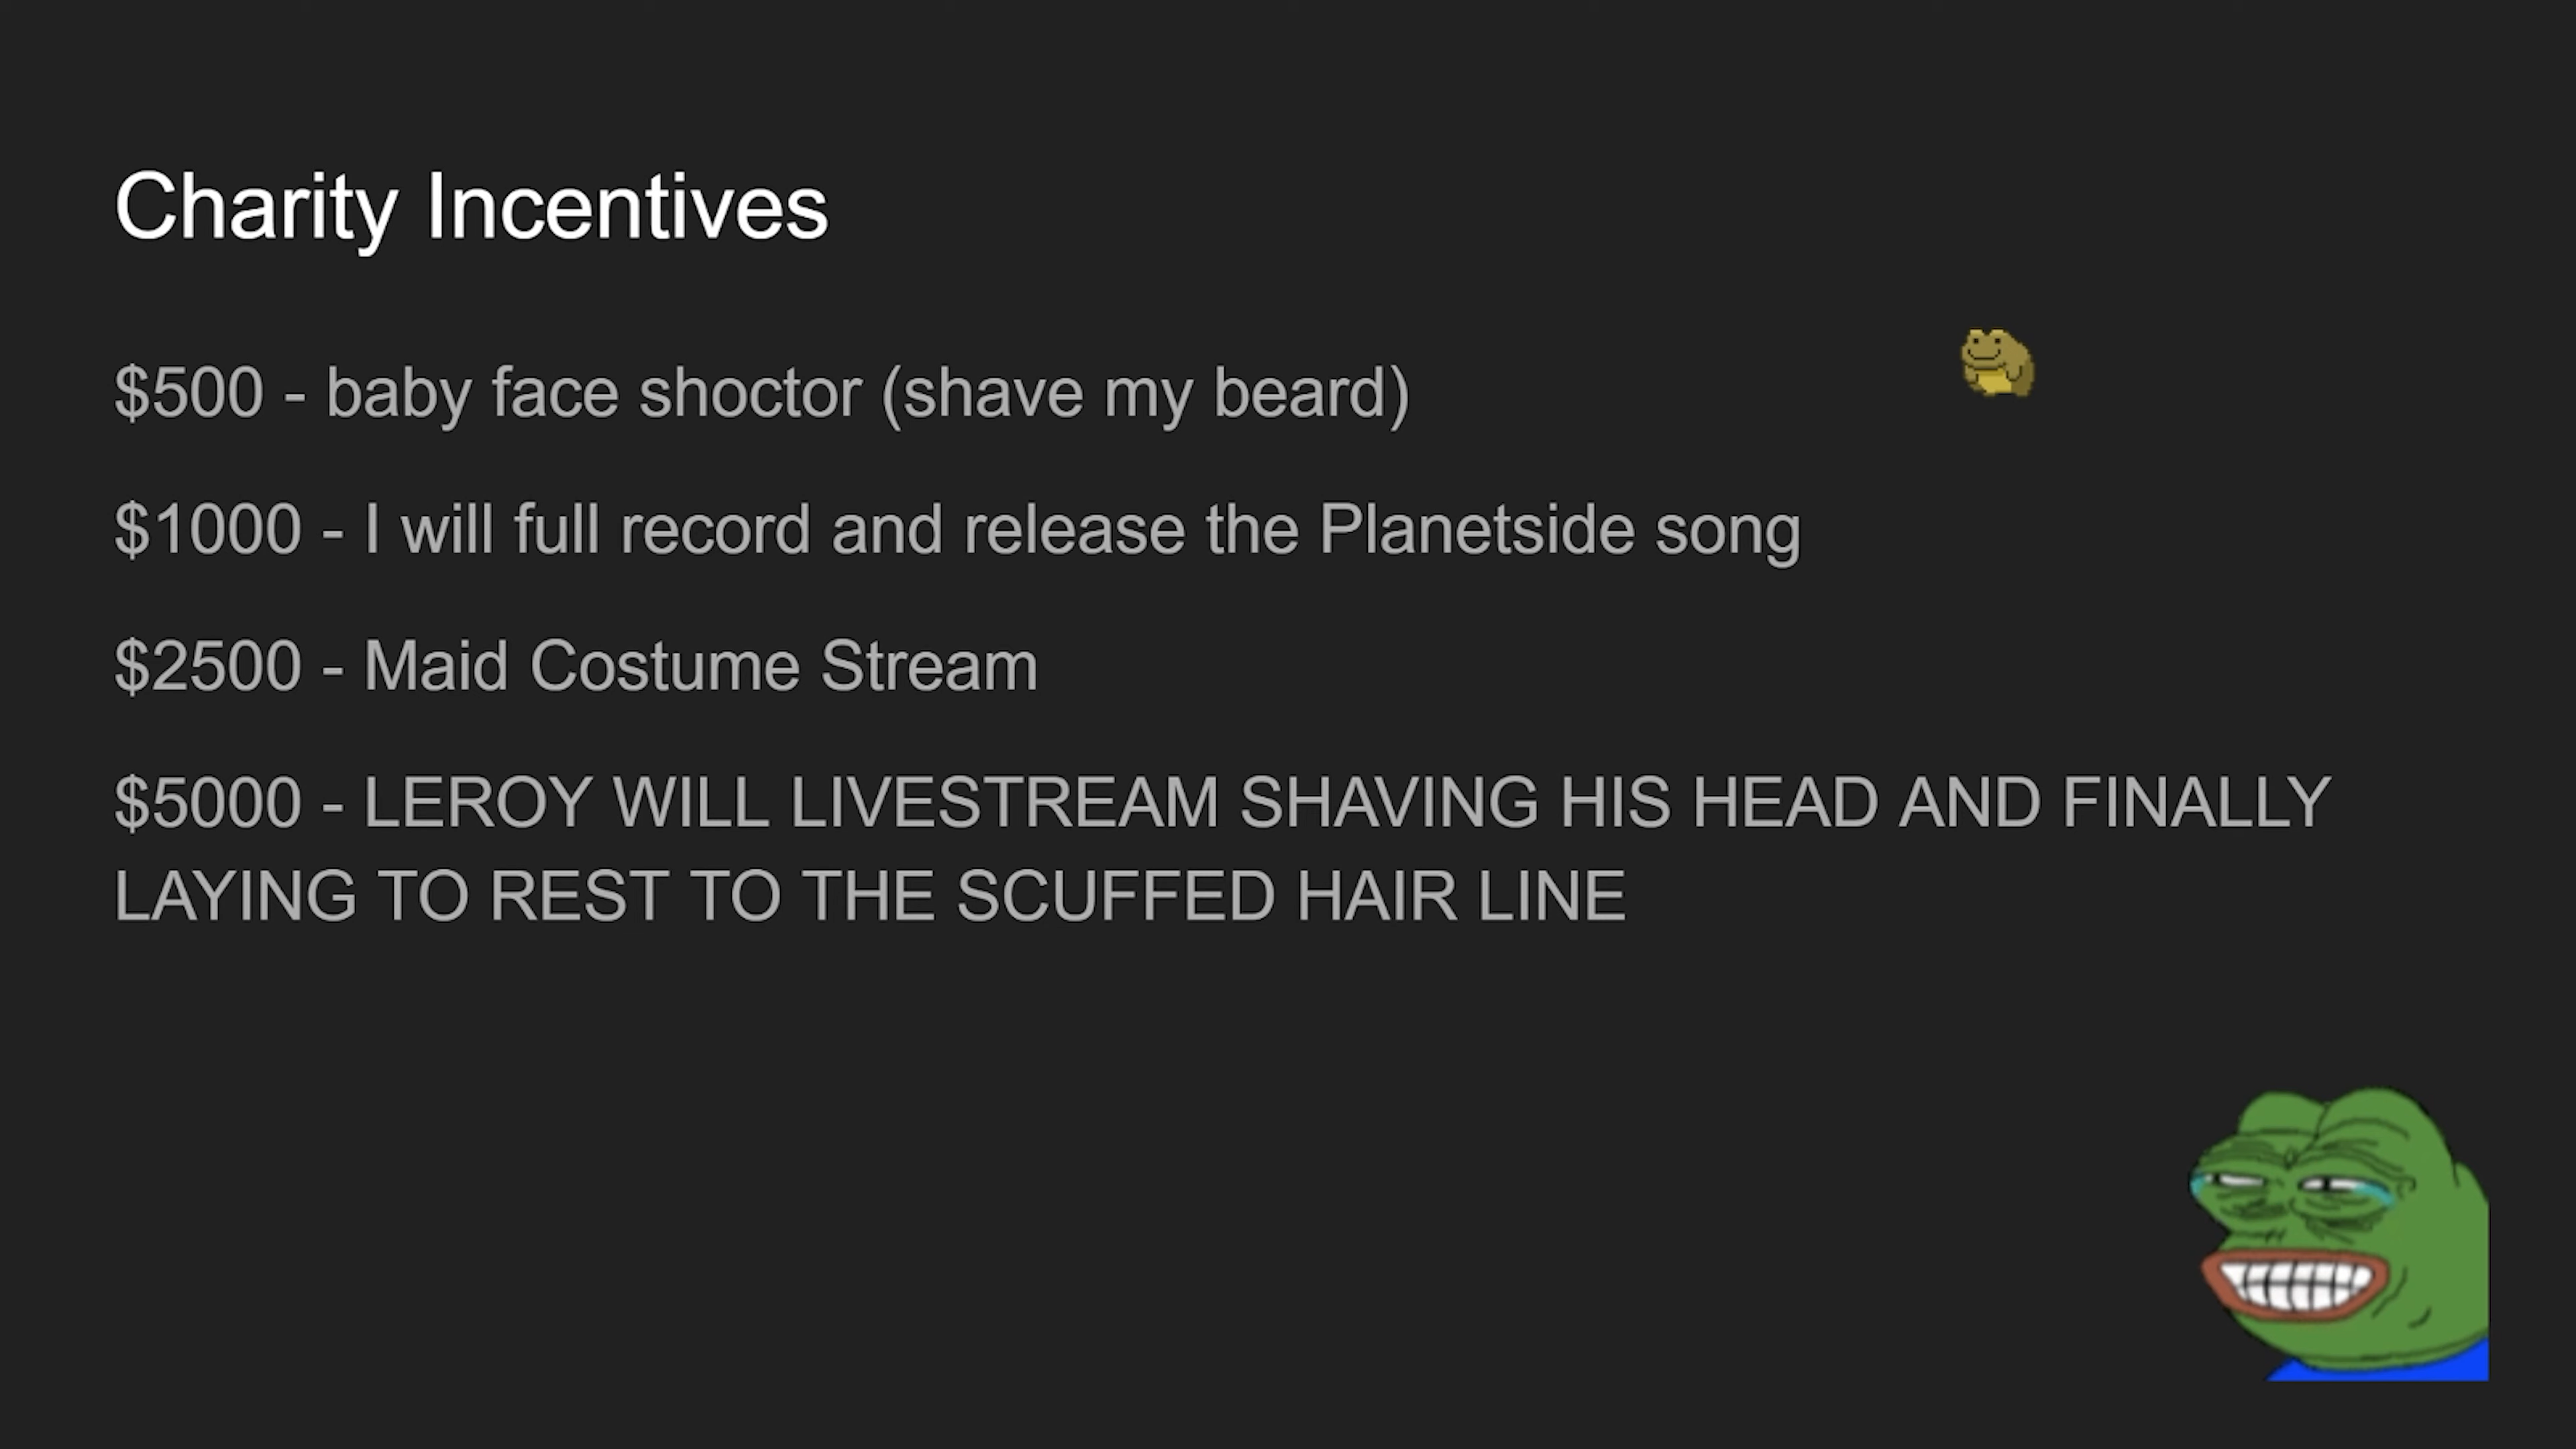 Charity Incentives
$500 - baby face shoctor (shave my beard)
$1000 - I will full record and release the Planetside song
$2500 - Maid Costume Stream
$5000 - LEROY WILL LIVESTREAM SHAVING HIS HEAD AND FINALLY
LAYING TO REST TO THE SCUFFED HAIR LINE